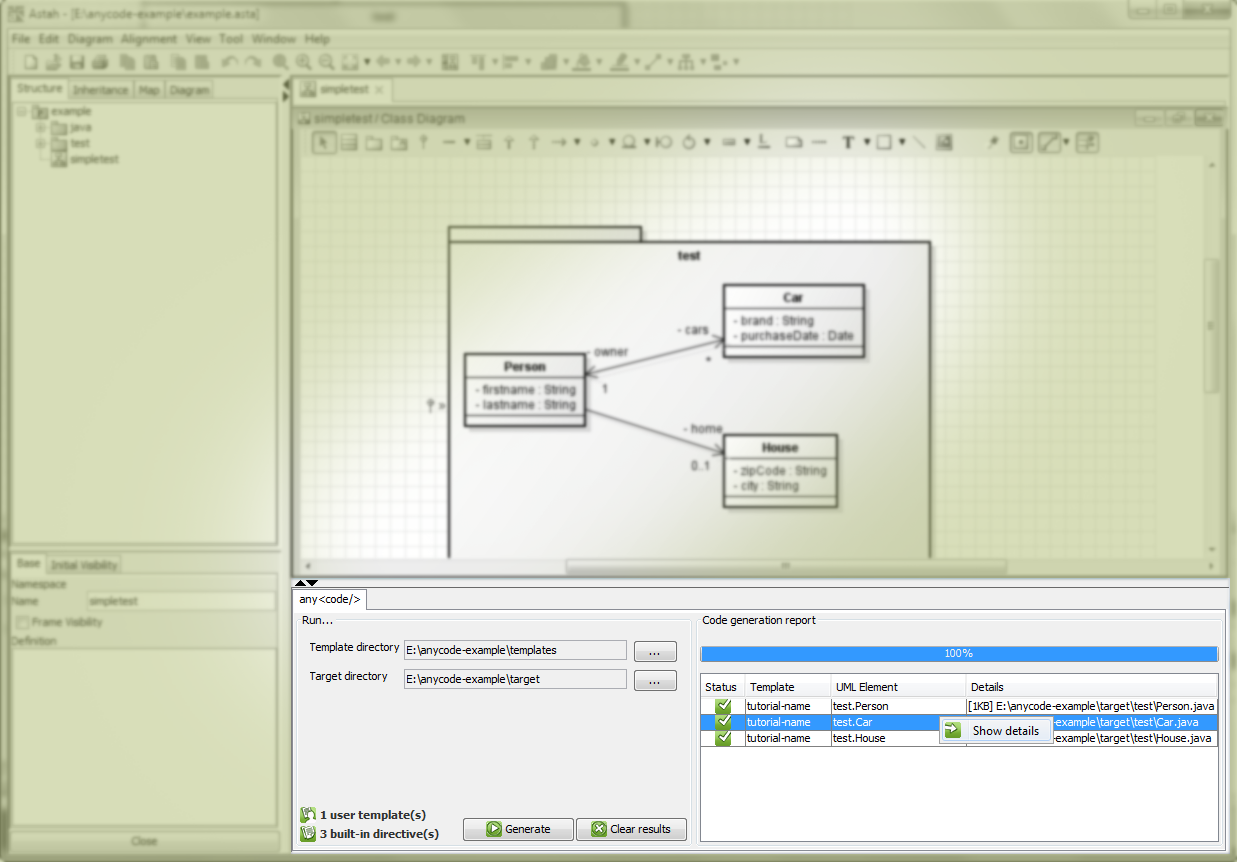 Astah - [E:\anycode-example\example.asta]
File Edit Diagram Alignment View Tool Window Help
Structure Inheritance Map Diagram
example
java
test
simpletest
simpletest
simpletest / Class Diagram
T
test
Car
- brand : String
- purchaseDate : Date
- cars
*
- owner
1
Person
- firstname : String
- lastname : String
- home
0..1
House
- zipCode : String
- city : String
Base Initial Visibility
Namespace
Name simpletest
Frame Visibility
Definition
Close
any<code/>
Run...
Template directory E:\anycode-example\templates ...
Target directory E:\anycode-example\target ...
1 user template(s)
3 built-in directive(s)
Generate Clear results
Code generation report
100%
Status Template UML Element Details
tutorial-name test.Person [1KB] E:\anycode-example\target\test\Person.java
tutorial-name test.Car e-example\target\test\Car.java
Show details
tutorial-name test.House e-example\target\test\House.java